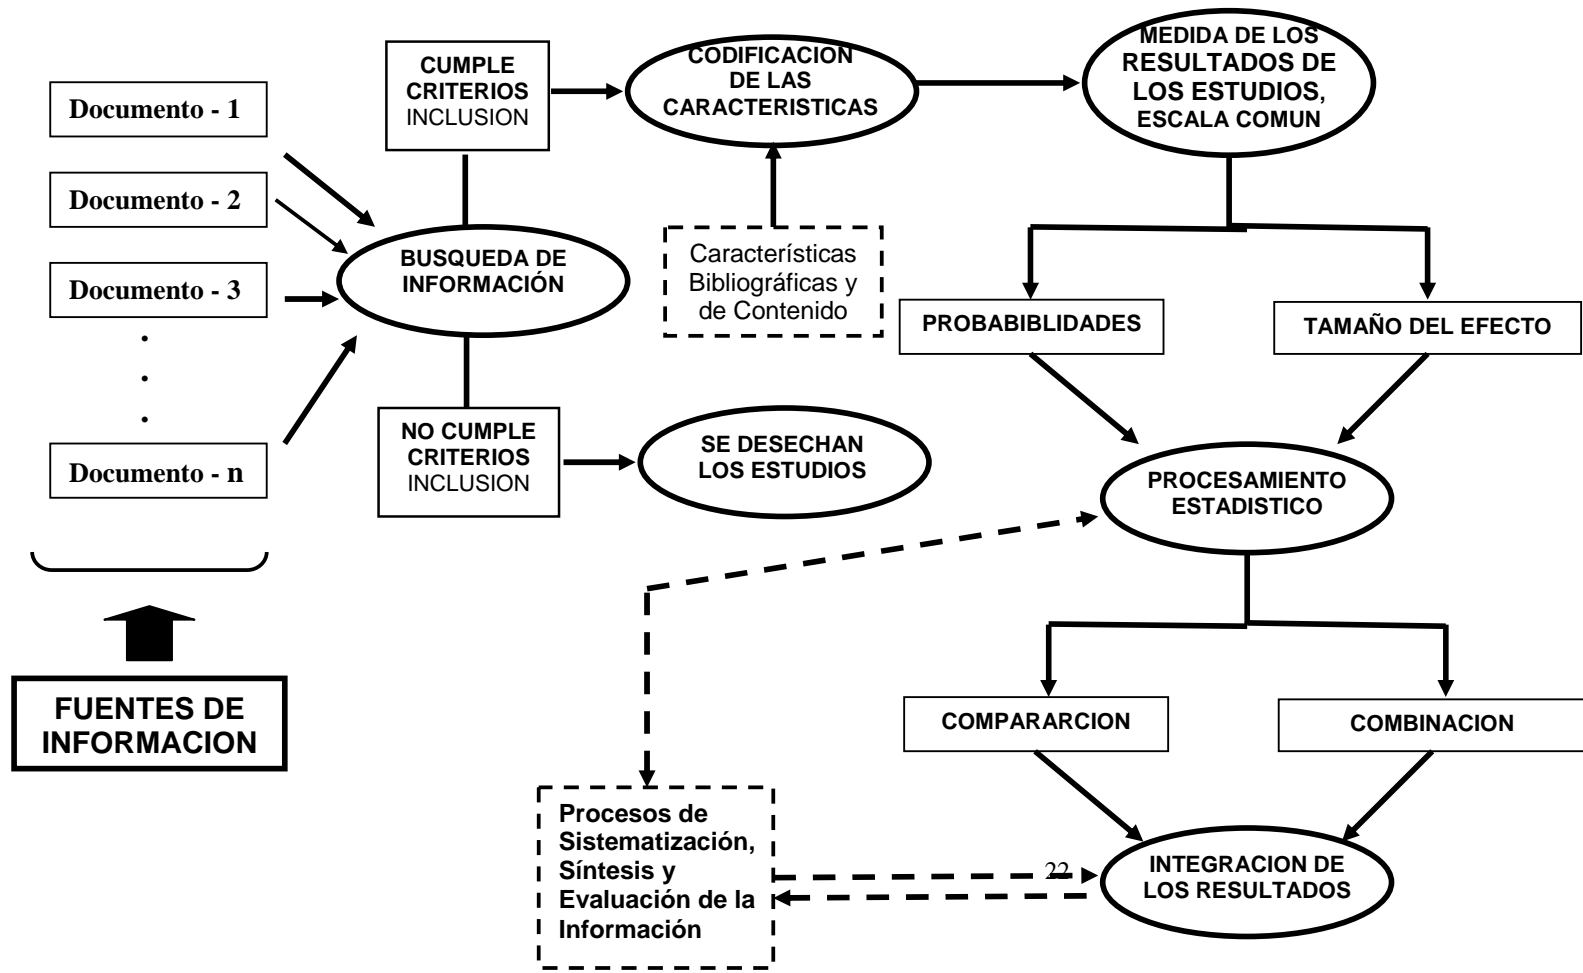 Documento - 1
Documento - 2
Documento - 3
.
.
.
Documento - n
FUENTES DE
INFORMACION
CUMPLE
CRITERIOS
INCLUSION
BUSQUEDA DE
INFORMACIÓN
NO CUMPLE
CRITERIOS
INCLUSION
SE DESECHAN
LOS ESTUDIOS
CODIFICACION
DE LAS
CARACTERISTICAS
Características
Bibliográficas y
de Contenido
MEDIDA DE LOS
RESULTADOS DE
LOS ESTUDIOS,
ESCALA COMUN
PROBABIBLIDADES
TAMAÑO DEL EFECTO
PROCESAMIENTO
ESTADISTICO
COMPARARCION
COMBINACION
Procesos de
Sistematización,
Síntesis y
Evaluación de la
Información
22
INTEGRACION DE
LOS RESULTADOS